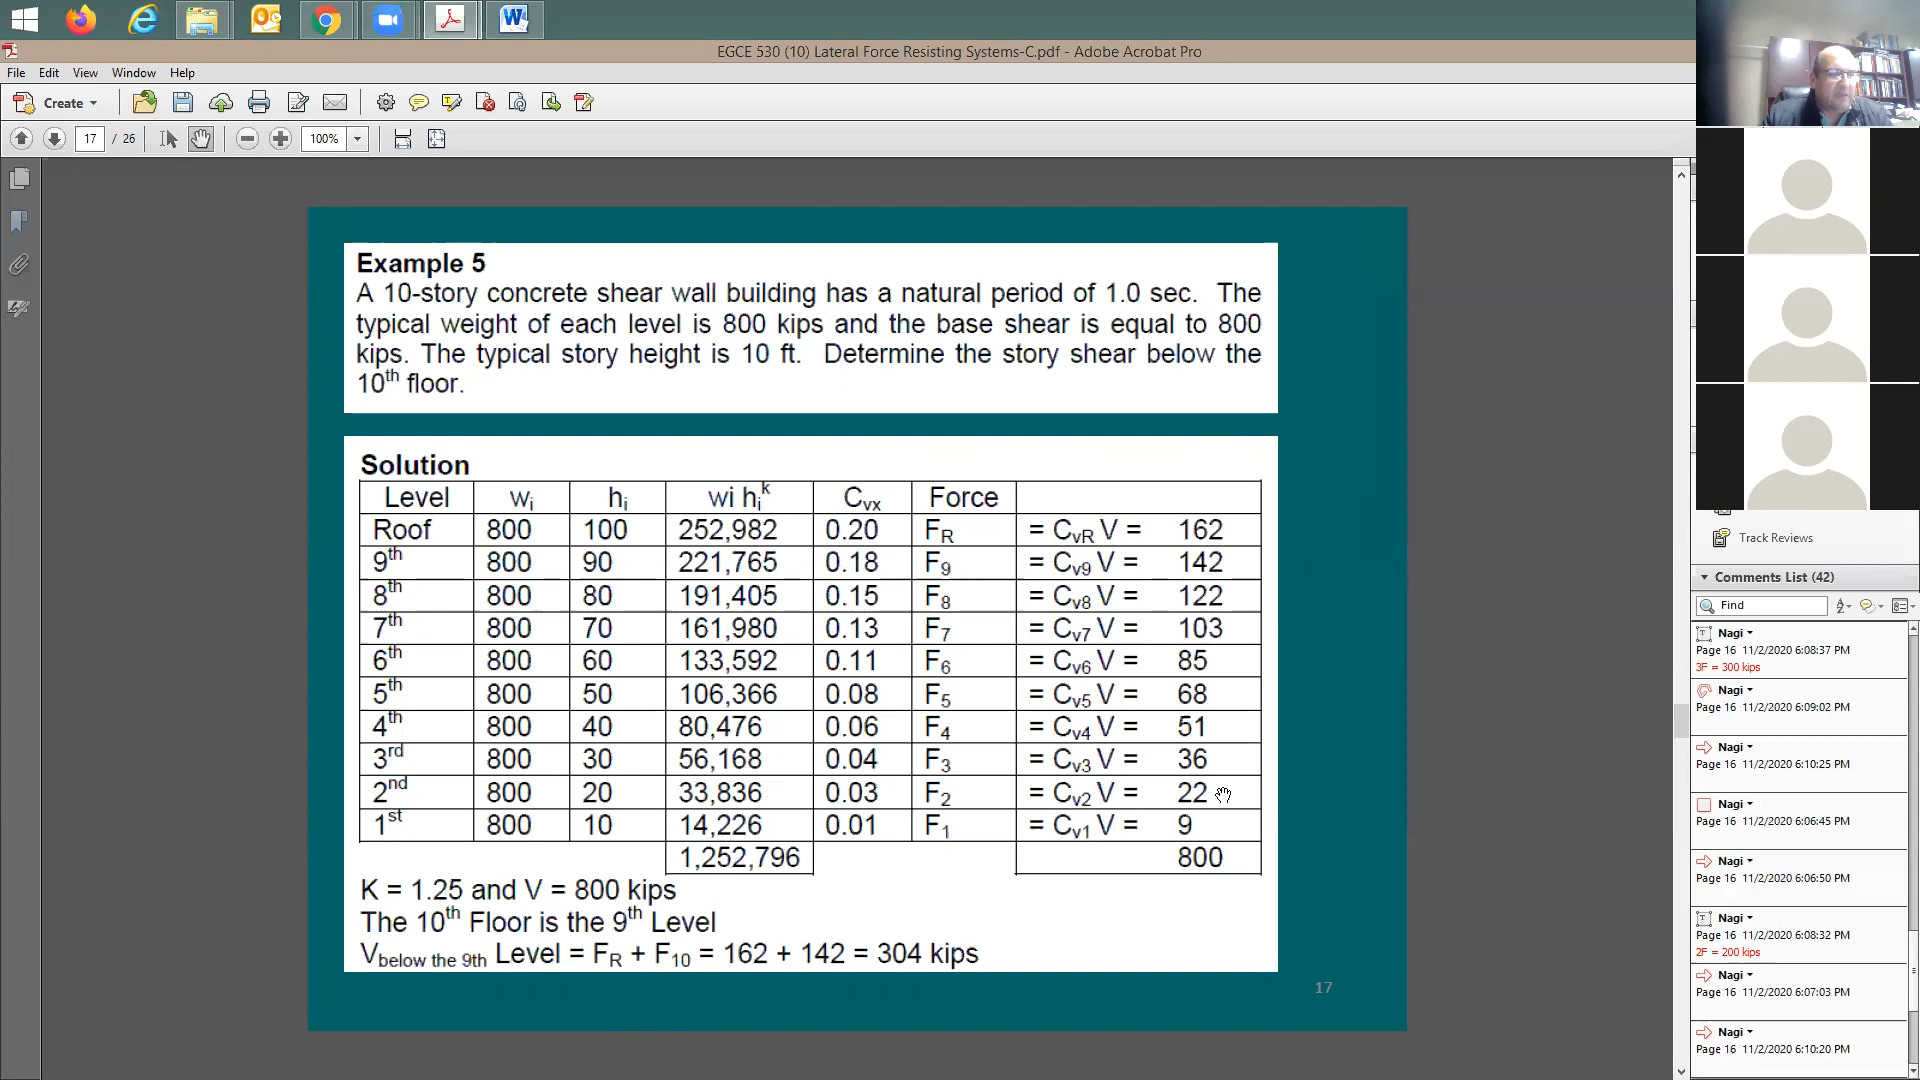 EGCE 530 (10) Lateral Force Resisting Systems-C.pdf - Adobe Acrobat Pro
File Edit View Window Help
Create
17 / 26 100%
Example 5
A 10-story concrete shear wall building has a natural period of 1.0 sec. The
typical weight of each level is 800 kips and the base shear is equal to 800
kips. The typical story height is 10 ft. Determine the story shear below the
10th floor.
Solution
Level wi hi wi hi^k Cvx Force
Roof 800 100 252,982 0.20 FR = CvR V = 162
9th 800 90 221,765 0.18 F9 = Cv9 V = 142
8th 800 80 191,405 0.15 F8 = Cv8 V = 122
7th 800 70 161,980 0.13 F7 = Cv7 V = 103
6th 800 60 133,592 0.11 F6 = Cv6 V = 85
5th 800 50 106,366 0.08 F5 = Cv5 V = 68
4th 800 40 80,476 0.06 F4 = Cv4 V = 51
3rd 800 30 56,168 0.04 F3 = Cv3 V = 36
2nd 800 20 33,836 0.03 F2 = Cv2 V = 22
1st 800 10 14,226 0.01 F1 = Cv1 V = 9
1,252,796 800
K = 1.25 and V = 800 kips
The 10th Floor is the 9th Level
Vbelow the 9th Level = FR + F10 = 162 + 142 = 304 kips
17
Track Reviews
Comments List (42)
Find
Nagi
Page 16 11/2/2020 6:08:37 PM
3F = 300 kips
Nagi
Page 16 11/2/2020 6:09:02 PM
Nagi
Page 16 11/2/2020 6:10:25 PM
Nagi
Page 16 11/2/2020 6:06:45 PM
Nagi
Page 16 11/2/2020 6:06:50 PM
Nagi
Page 16 11/2/2020 6:08:32 PM
2F = 200 kips
Nagi
Page 16 11/2/2020 6:07:03 PM
Nagi
Page 16 11/2/2020 6:10:20 PM